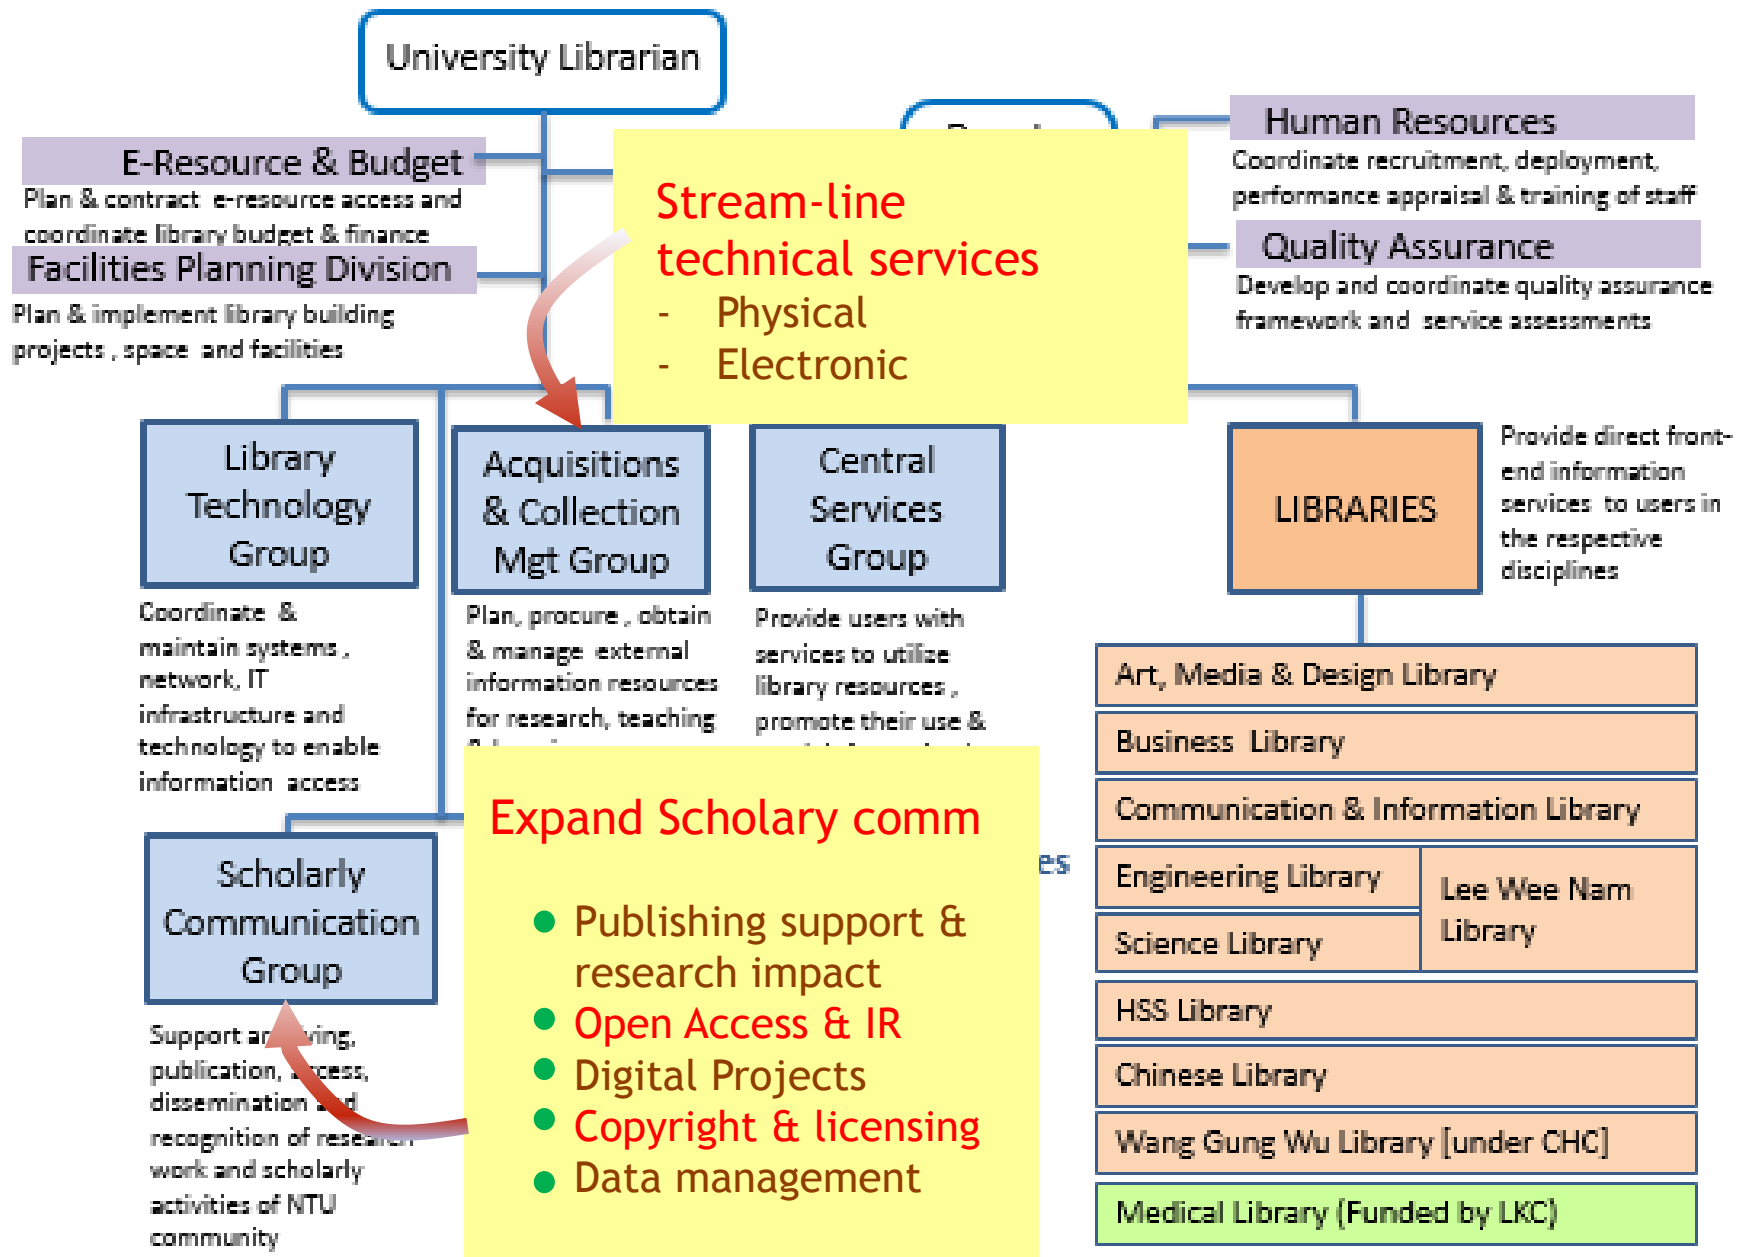 University Librarian
E-Resource & Budget
Plan & contract e-resource access and
coordinate library budget & finance
Facilities Planning Division
Plan & implement library building
projects , space and facilities
Stream-line
technical services
- Physical
- Electronic
Human Resources
Coordinate recruitment, deployment,
performance appraisal & training of staff
Quality Assurance
Develop and coordinate quality assurance
framework and service assessments
Library
Technology
Group
Coordinate &
maintain systems ,
network, IT
infrastructure and
technology to enable
information access
Acquisitions
& Collection
Mgt Group
Plan, procure , obtain
& manage external
information resources
for research, teaching
Central
Services
Group
Provide users with
services to utilize
library resources ,
promote their use &
LIBRARIES
Provide direct front-
end information
services to users in
the respective
disciplines
Scholarly
Communication
Group
Support
publication,
dissemination and
recognition of research
work and scholarly
activities of NTU
community
Expand Scholary comm
● Publishing support &
research impact
● Open Access & IR
● Digital Projects
● Copyright & licensing
● Data management
es
Art, Media & Design Library
Business Library
Communication & Information Library
Engineering Library
Science Library
Lee Wee Nam
Library
HSS Library
Chinese Library
Wang Gung Wu Library [under CHC]
Medical Library (Funded by LKC)